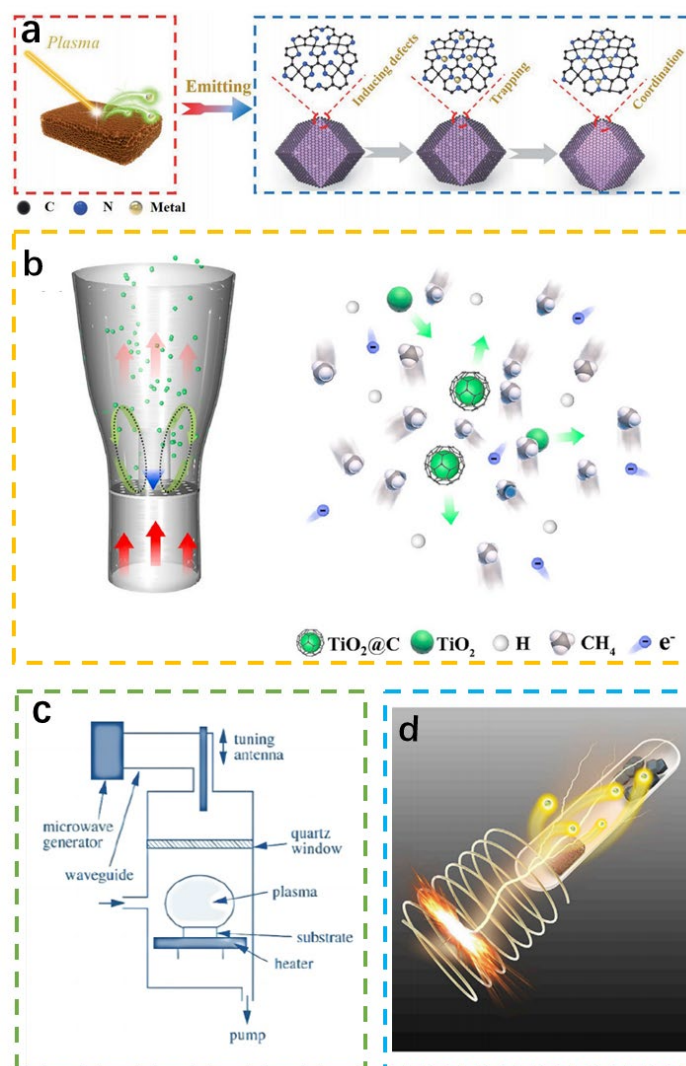 a
Plasma
Emitting
Inducing defects
Trapping
Coordination
C N Metal
b
TiO2@C TiO2 H CH4 e-
c
tuning
antenna
microwave
generator
waveguide
quartz
window
plasma
substrate
heater
pump
d